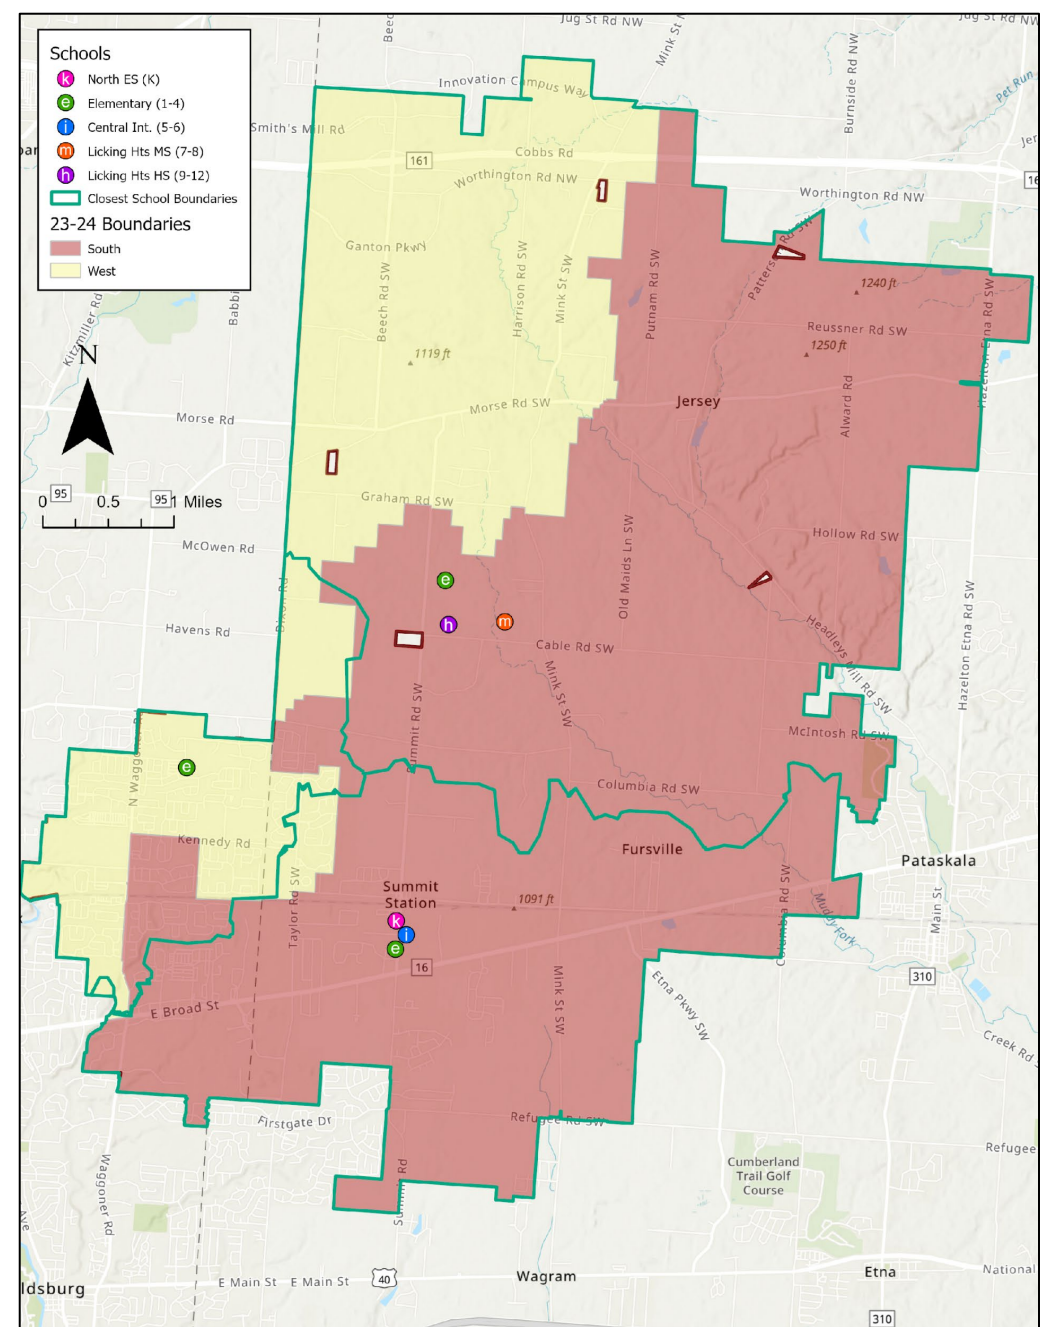 Jug St Rd NW
Jug St Rd NW
Mink St
Schools
North ES (K)
Elementary (1-4)
Central Int. (5-6)
Licking Hts MS (7-8)
Licking Hts HS (9-12)
Closest School Boundaries
23-24 Boundaries
South
West
k
e
i
m
h
Innovation Campus Way
Burnside Rd NW
Pet Run
Smith's Mill Rd
161
Cobbs Rd
Worthington Rd NW
Worthington Rd NW
Ganton Pkwy
Beech Rd SW
Harrison Rd SW
Mink St SW
Putnam Rd SW
1240 ft
Reussner Rd SW
1250 ft
Hazelton Etna Rd SW
Kitzmiller Rd
N
1119 ft
Morse Rd SW
Jersey
Alward Rd
Morse Rd
0
95
0.5
95
1 Miles
Graham Rd SW
Old Maids Ln SW
Hollow Rd SW
McOwen Rd
e
Dixon Rd
Havens Rd
h
m
Cable Rd SW
Headleys Mill Rd SW
Hazelton Etna Rd SW
Mink St SW
Summit Rd SW
McIntosh Rd SW
e
Columbia Rd SW
Kennedy Rd
Fursville
Pataskala
Taylor Rd SW
Summit
Station
1091 ft
Columbia Rd SW
Muddy Fork
Main St
k
i
e
16
310
E Broad St
Mink St SW
Etna Pkwy SW
Creek Rd
Firstgate Dr
Refugee Rd SW
Refugee
Waggoner Rd
Cumberland
Trail Golf
Course
Ave
ldsburg
E Main St
E Main St
40
Wagram
Etna
National
310